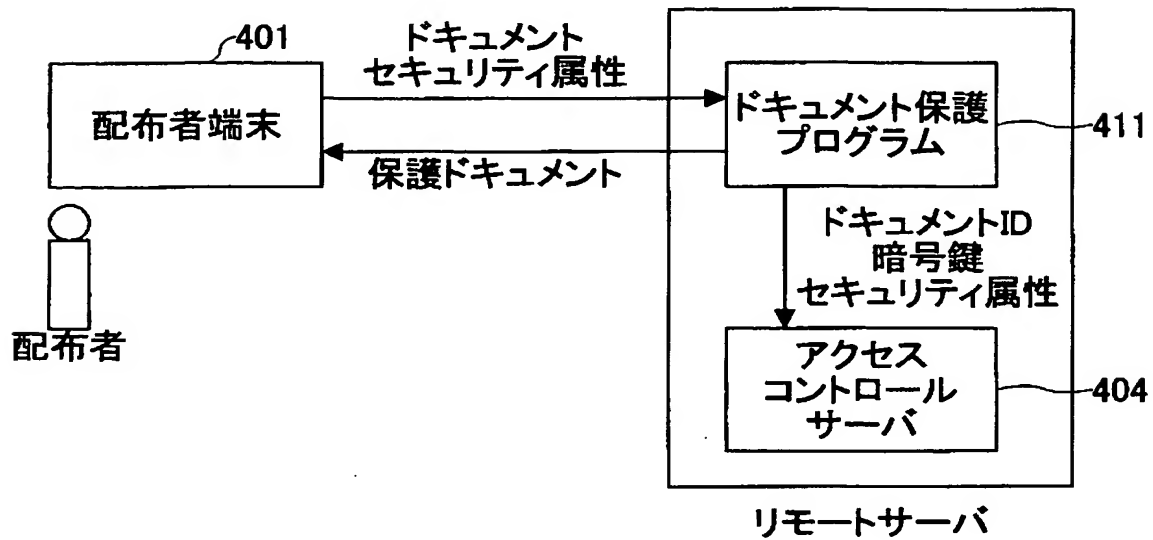 401
ドキュメント
セキュリティ属性
配布者端末
ドキュメント保護
プログラム
411
保護ドキュメント
ドキュメントID
暗号鍵
セキュリティ属性
配布者
アクセス
コントロール
サーバ
404
リモートサーバ